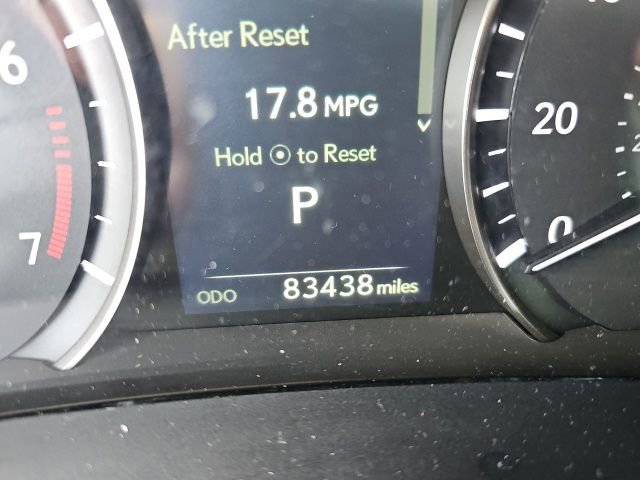 After Reset
6
17.8 MPG
20
Hold to Reset
P
7
0
ODO 83438 miles